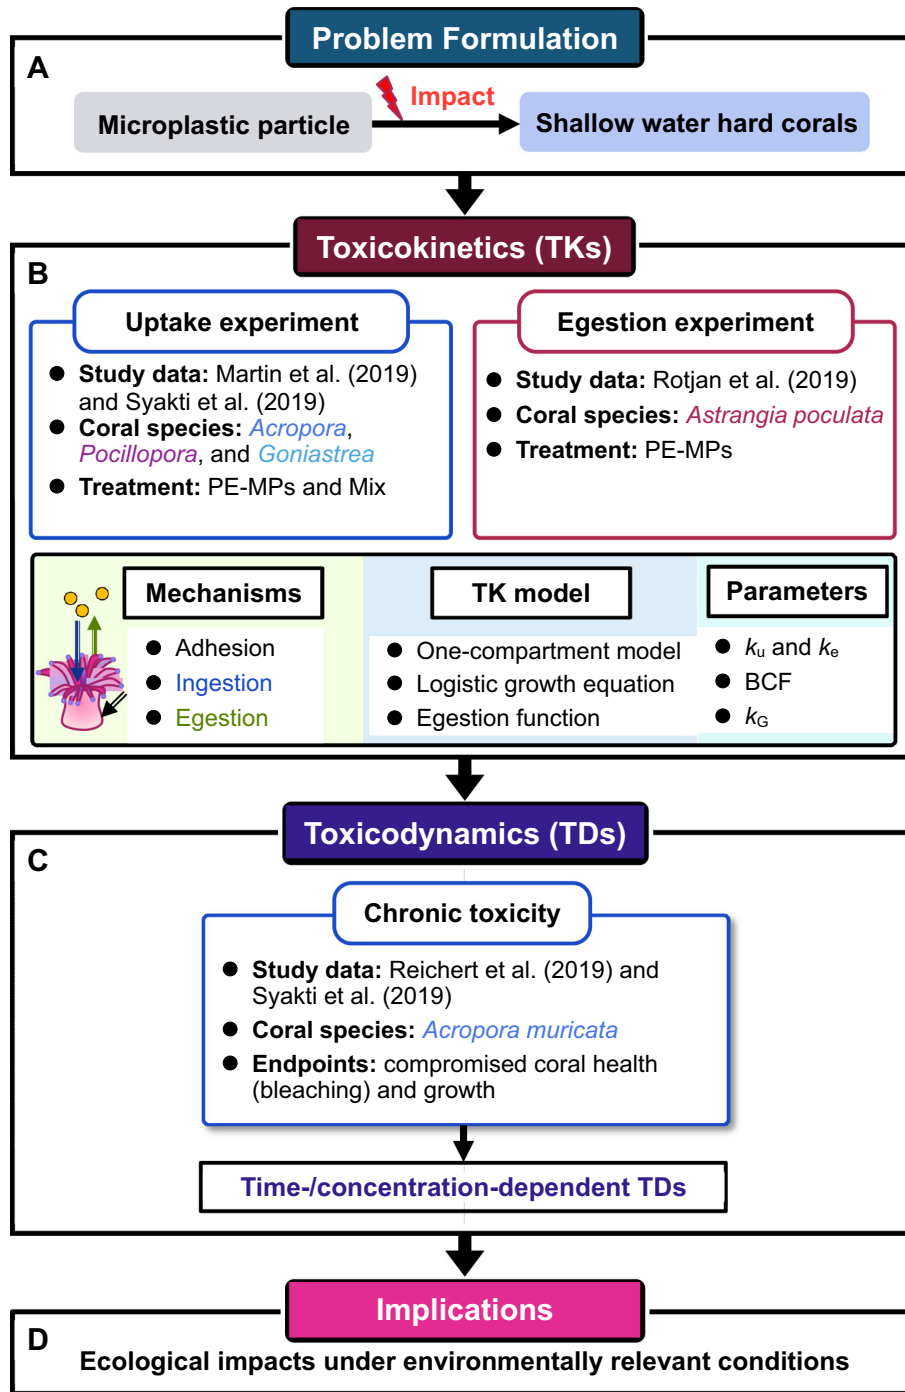 Problem Formulation
A
Impact
Microplastic particle
Shallow water hard corals
Toxicokinetics (TKs)
B
Uptake experiment
● Study data: Martin et al. (2019)
and Syakti et al. (2019)
● Coral species: Acropora,
Pocillopora, and Goniastrea
● Treatment: PE-MPs and Mix
Egestion experiment
● Study data: Rotjan et al. (2019)
● Coral species: Astrangia poculata
● Treatment: PE-MPs
Mechanisms
● Adhesion
● Ingestion
● Egestion
TK model
● One-compartment model
● Logistic growth equation
● Egestion function
Parameters
● ku and ke
● BCF
● kG
Toxicodynamics (TDs)
C
Chronic toxicity
● Study data: Reichert et al. (2019) and
Syakti et al. (2019)
● Coral species: Acropora muricata
● Endpoints: compromised coral health
(bleaching) and growth
Time-/concentration-dependent TDs
Implications
D
Ecological impacts under environmentally relevant conditions